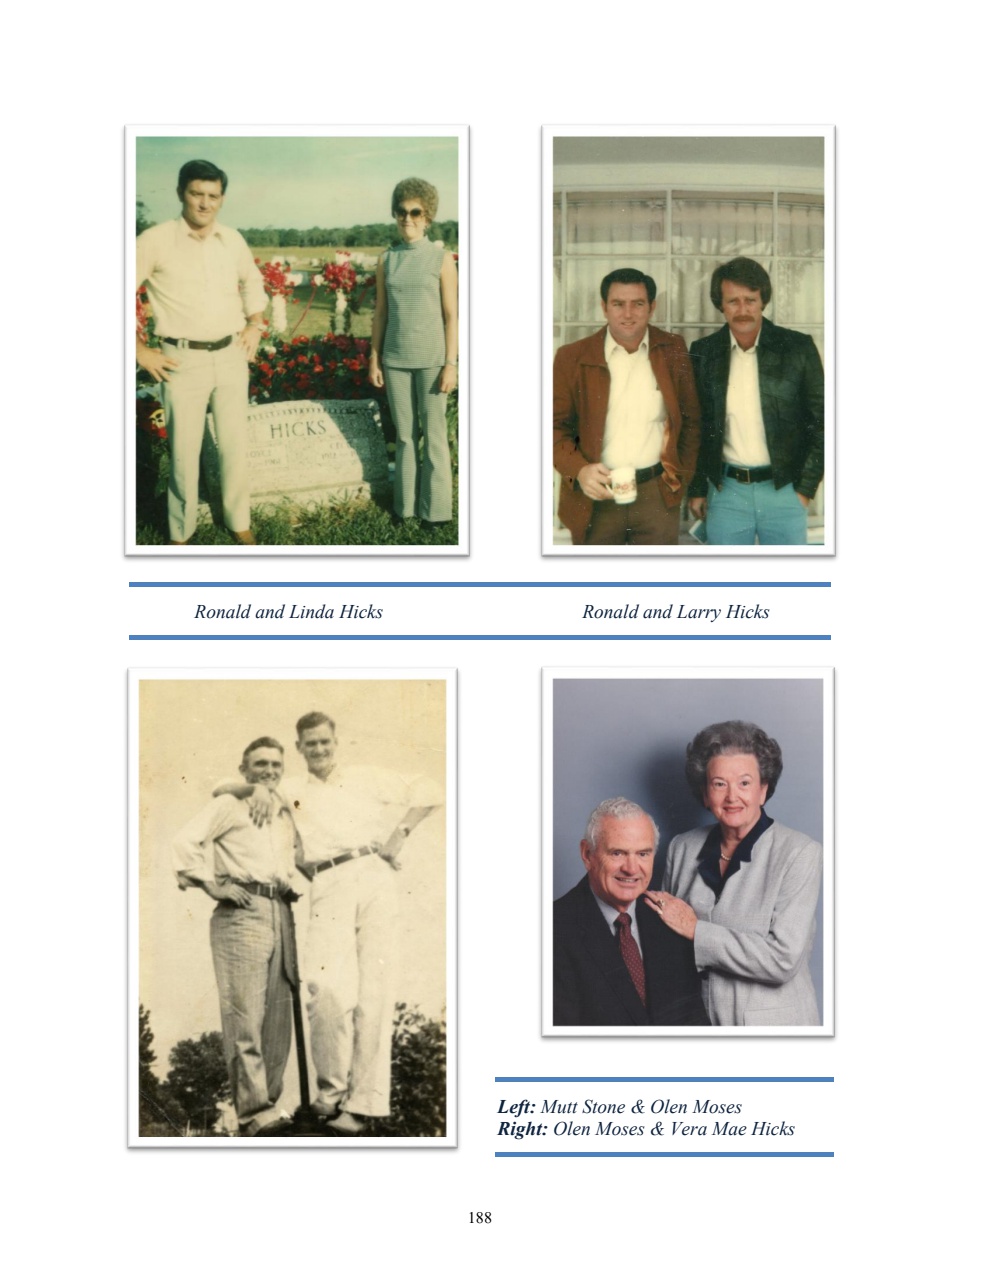 HICKS
Ronald and Linda Hicks
Ronald and Larry Hicks
Left: Mutt Stone & Olen Moses
Right: Olen Moses & Vera Mae Hicks
188